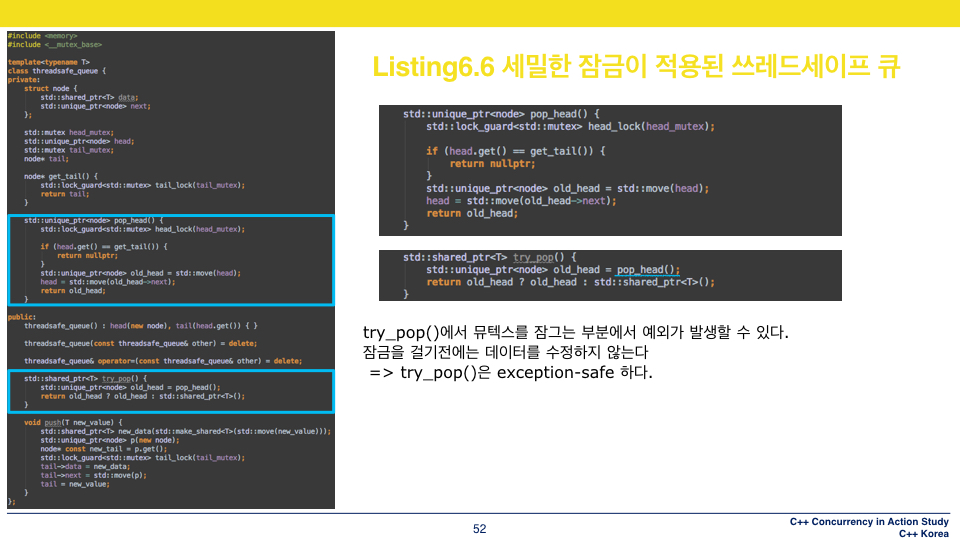 #include <memory>
#include <__mutex_base>
template<typename T>
class threadsafe_queue {
private:
struct node {
std::shared_ptr<T> data;
std::unique_ptr<node> next;
};
std::mutex head_mutex;
std::unique_ptr<node> head;
std::mutex tail_mutex;
node* tail;
node* get_tail() {
std::lock_guard<std::mutex> tail_lock(tail_mutex);
return tail;
}
std::unique_ptr<node> pop_head() {
std::lock_guard<std::mutex> head_lock(head_mutex);
if (head.get() == get_tail()) {
return nullptr;
}
std::unique_ptr<node> old_head = std::move(head);
head = std::move(old_head->next);
return old_head;
}
public:
threadsafe_queue() : head(new node), tail(head.get()) { }
threadsafe_queue(const threadsafe_queue& other) = delete;
threadsafe_queue& operator=(const threadsafe_queue& other) = delete;
std::shared_ptr<T> try_pop() {
std::unique_ptr<node> old_head = pop_head();
return old_head ? old_head : std::shared_ptr<T>();
}
void push(T new_value) {
std::shared_ptr<T> new_data(std::make_shared<T>(std::move(new_value)));
std::unique_ptr<node> p(new node);
node* const new_tail = p.get();
std::lock_guard<std::mutex> tail_lock(tail_mutex);
tail->data = new_data;
tail->next = std::move(p);
tail = new_value;
}
};
Listing6.6 세밀한 잠금이 적용된 쓰레드세이프 큐
std::unique_ptr<node> pop_head() {
std::lock_guard<std::mutex> head_lock(head_mutex);
if (head.get() == get_tail()) {
return nullptr;
}
std::unique_ptr<node> old_head = std::move(head);
head = std::move(old_head->next);
return old_head;
}
std::shared_ptr<T> try_pop() {
std::unique_ptr<node> old_head = pop_head();
return old_head ? old_head : std::shared_ptr<T>();
}
try_pop()에서 뮤텍스를 잠그는 부분에서 예외가 발생할 수 있다.
잠금을 걸기전에는 데이터를 수정하지 않는다
=> try_pop()은 exception-safe 하다.
52
C++ Concurrency in Action Study
C++ Korea